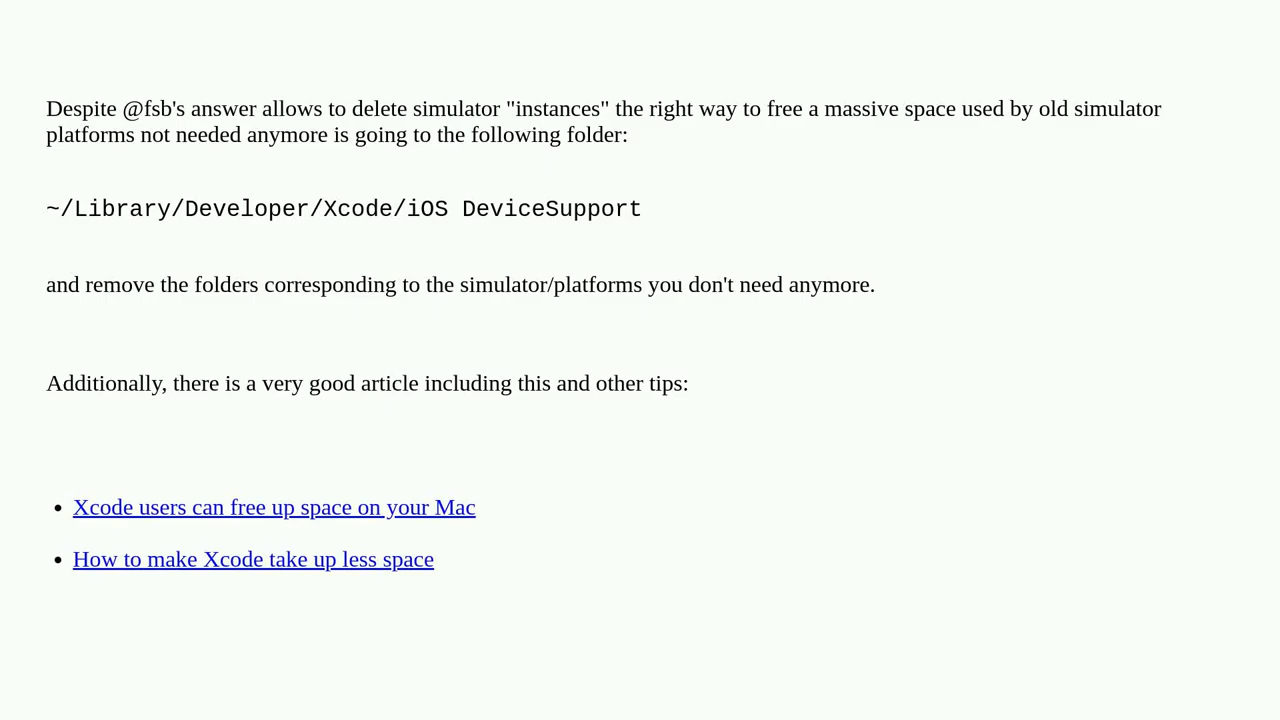 Despite @fsb's answer allows to delete simulator "instances" the right way to free a massive space used by old simulator
platforms not needed anymore is going to the following folder:
~/Library/Developer/Xcode/iOS DeviceSupport
and remove the folders corresponding to the simulator/platforms you don't need anymore.
Additionally, there is a very good article including this and other tips:
• Xcode users can free up space on your Mac
• How to make Xcode take up less space